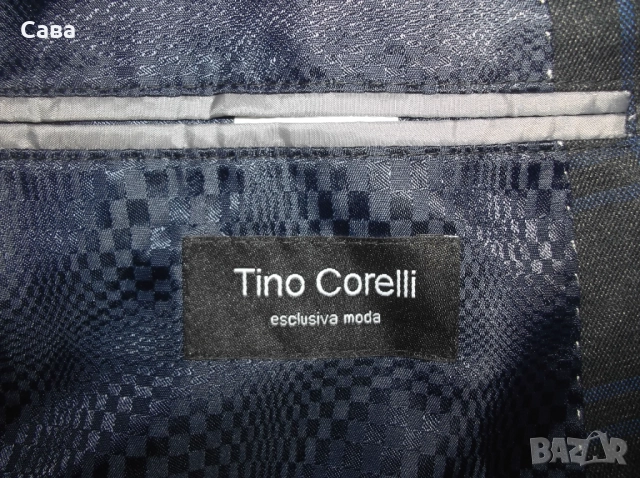 Сава
Tino Corelli
esclusiva moda
BAZAR